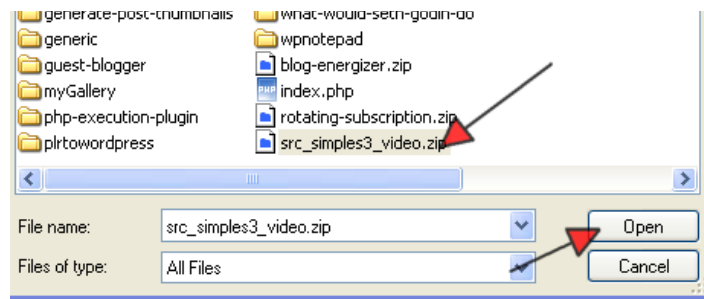 generate-post-thumbnails
what-would-seth-godin-do
generic
wpnotepad
guest-blogger
blog-energizer.zip
myGallery
index.php
php-execution-plugin
rotating-subscription.zip
plrtowordpress
src_simples3_video.zip
File name:
src_simples3_video.zip
Open
Files of type:
All Files
Cancel